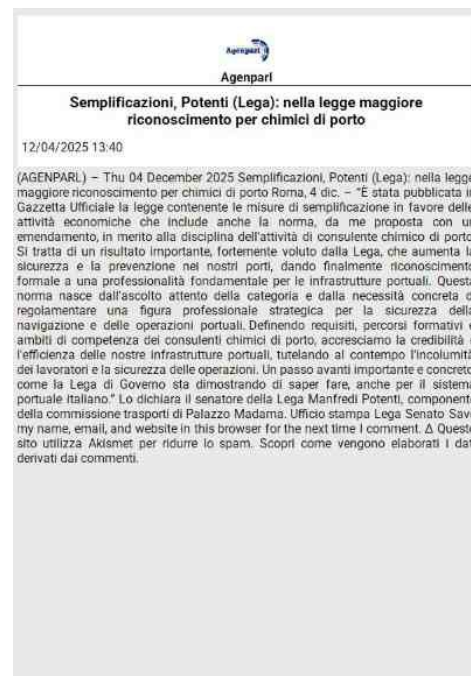 Agenparl
Agenparl
Semplificazioni, Potenti (Lega): nella legge maggiore
riconoscimento per chimici di porto
12/04/2025 13:40
(AGENPARL) – Thu 04 December 2025 Semplificazioni, Potenti (Lega): nella legge
maggiore riconoscimento per chimici di porto Roma, 4 dic. – “È stata pubblicata i
Gazzetta Ufficiale la legge contenente le misure di semplificazione in favore delle
attività economiche che include anche la norma, da me proposta con u
emendamento, in merito alla disciplina dell'attività di consulente chimico di porto
Si tratta di un risultato importante, fortemente voluto dalla Lega, che aumenta la
sicurezza e la prevenzione nei nostri porti, dando finalmente riconoscimento
formale a una professionalità fondamentale per le infrastrutture portuali. Questa
norma nasce dall'ascolto attento della categoria e dalla necessità concreta d
regolamentare una figura professionale strategica per la sicurezza della
navigazione e delle operazioni portuali. Definendo requisiti, percorsi formativi e
ambiti di competenza dei consulenti chimici di porto, accresciamo la credibilità e
l'efficienza delle nostre infrastrutture portuali, tutelando al contempo l'incolumità
dei lavoratori e la sicurezza delle operazioni. Un passo avanti importante e concreto
come la Lega di Governo sta dimostrando di saper fare, anche per il sistema
portuale italiano.” Lo dichiara il senatore della Lega Manfredi Potenti, componente
della commissione trasporti di Palazzo Madama. Ufficio stampa Lega Senato Save
my name, email, and website in this browser for the next time I comment. Δ Questo
sito utilizza Akismet per ridurre lo spam. Scopri come vengono elaborati i dat
derivati dai commenti.